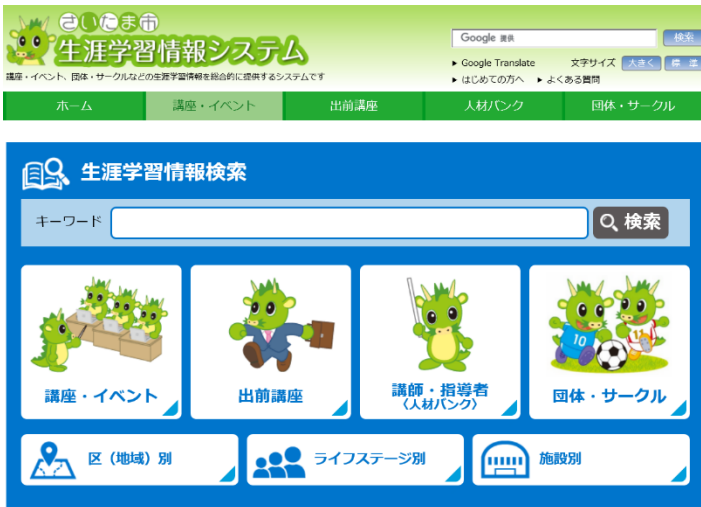 さいたま市
生涯学習情報システム
講座・イベント、団体・サークルなどの生涯学習情報を総合的に提供するシステムです
Google 提供
検索
Google Translate
文字サイズ 大きく 標準
はじめての方へ よくある質問
ホーム 講座・イベント 出前講座 人材バンク 団体・サークル
生涯学習情報検索
キーワード 検索
10 11
講座・イベント 出前講座 講師・指導者 団体・サークル
〈人材バンク〉
区（地域）別 ライフステージ別 施設別